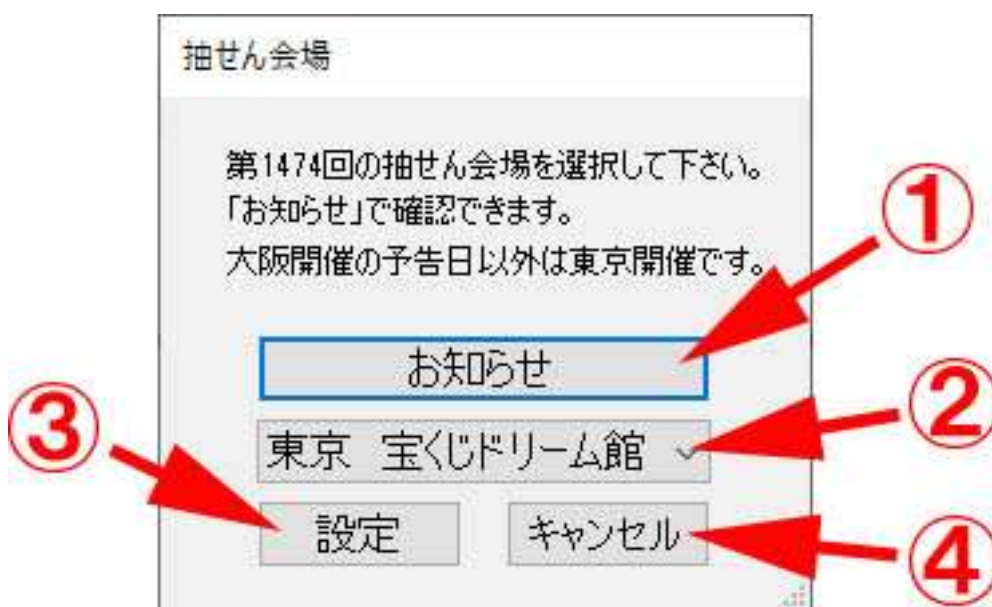 抽せん会場
第1474回の抽せん会場を選択して下さい。
「お知らせ」で確認できます。
大阪開催の予告日以外は東京開催です。
①
お知らせ
②
東京 宝くじドリーム館
③
設定
キャンセル
④